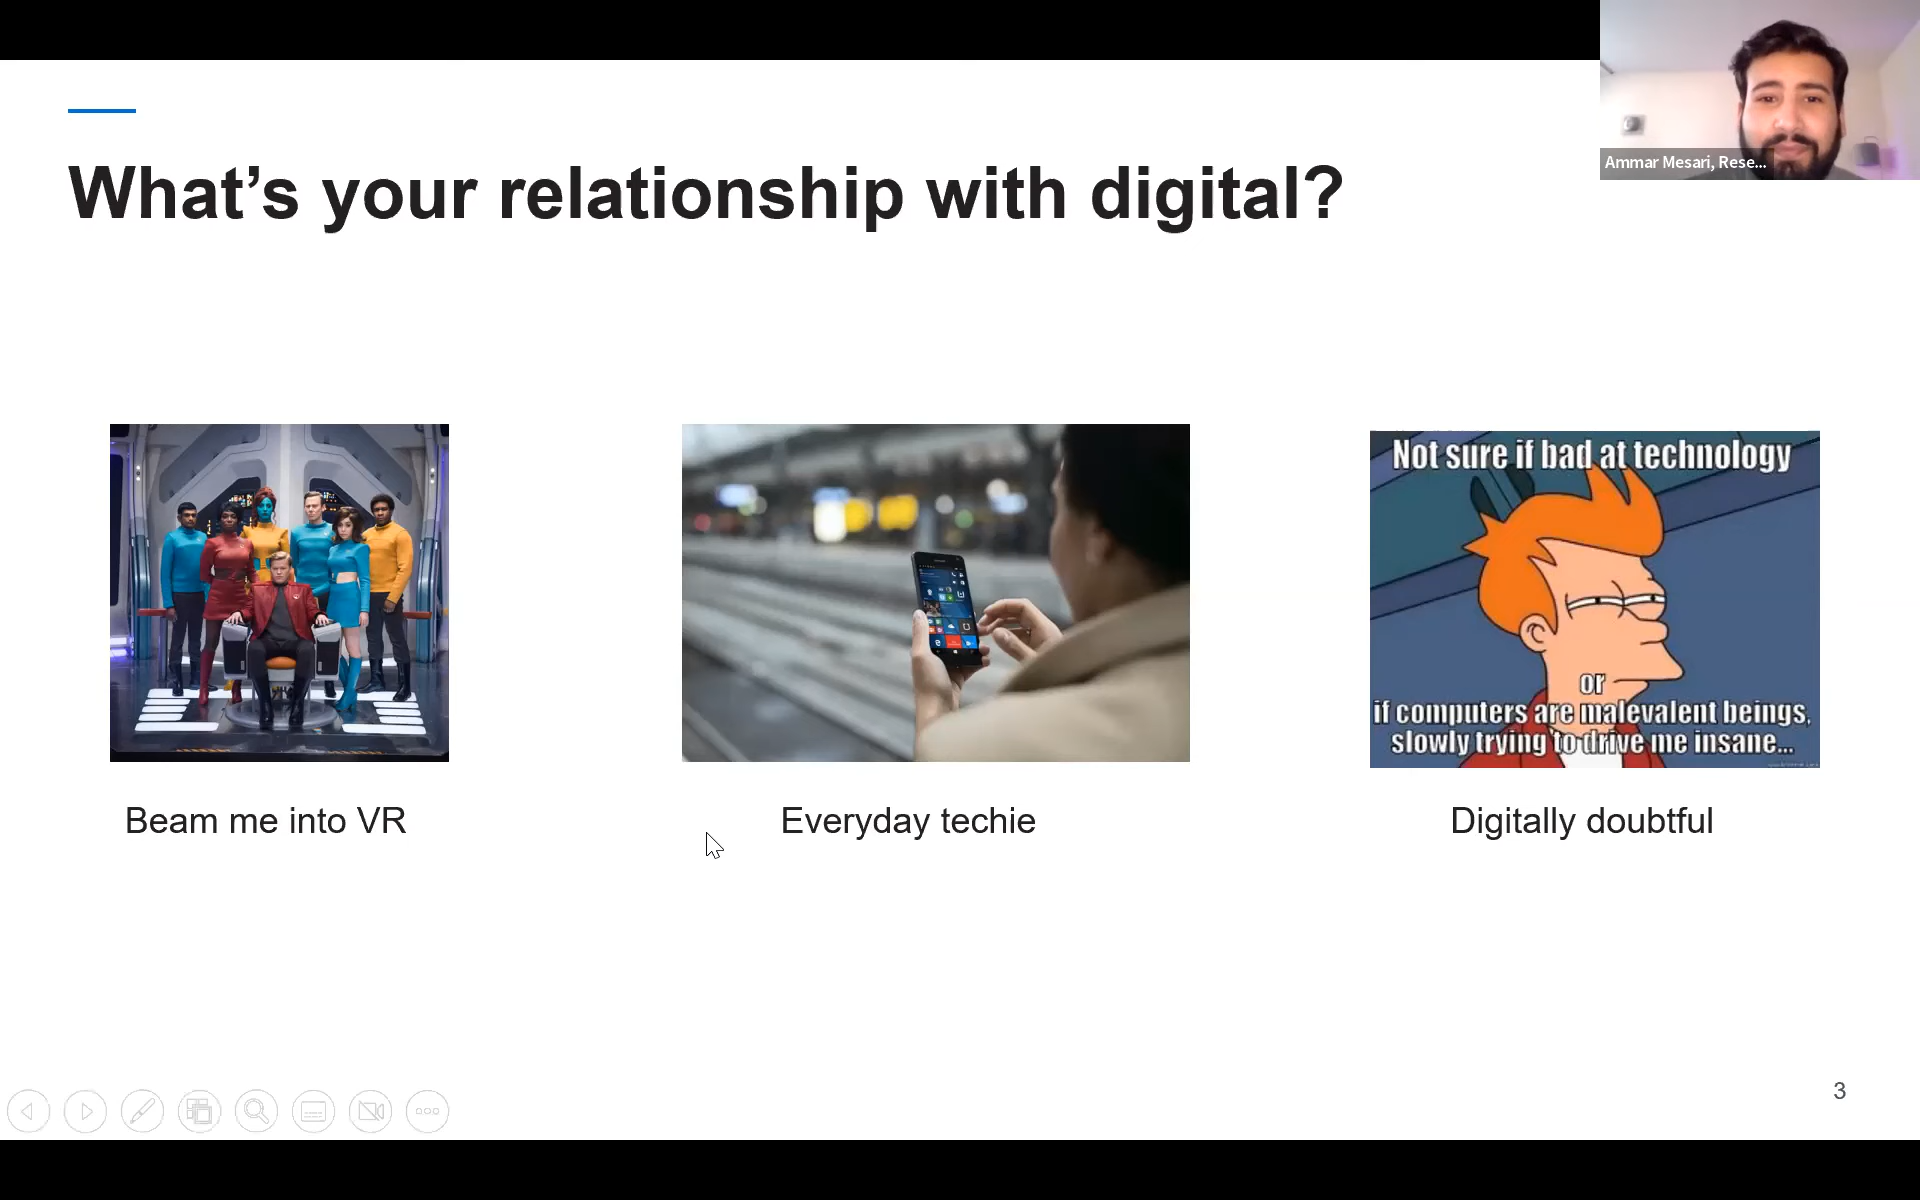 What’s your relationship with digital?
Ammar Mesari, Rese...
Not sure if bad at technology
or
if computers are malevalent beings,
slowly trying to drive me insane...
Beam me into VR
Everyday techie
Digitally doubtful
3